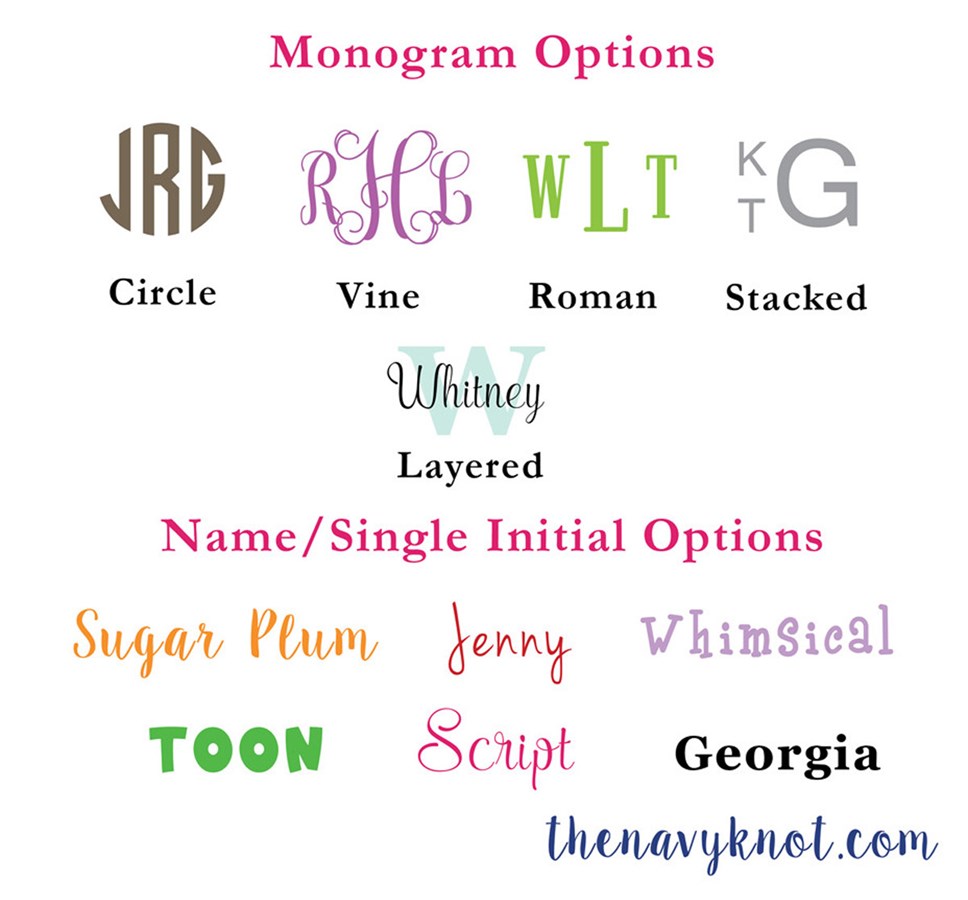 Monogram Options
JRG RHL WLT KTG
Circle Vine Roman Stacked
W
Whitney
Layered
Name/Single Initial Options
Sugar Plum Jenny Whimsical
TOON Script Georgia
thenavyknot.com